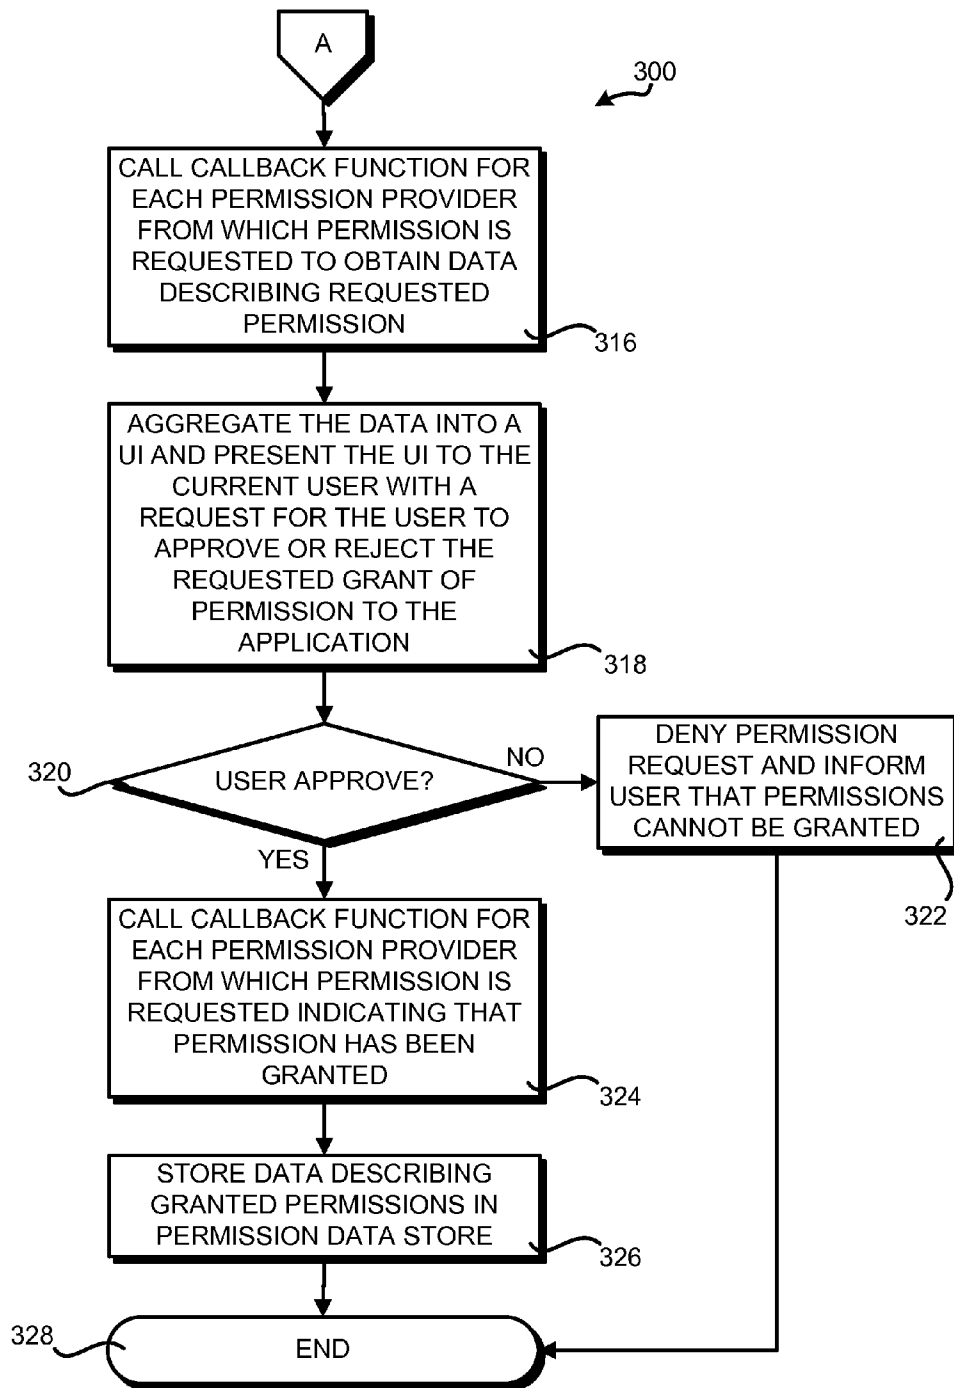 A
300
CALL CALLBACK FUNCTION FOR
EACH PERMISSION PROVIDER
FROM WHICH PERMISSION IS
REQUESTED TO OBTAIN DATA
DESCRIBING REQUESTED
PERMISSION
316
AGGREGATE THE DATA INTO A
UI AND PRESENT THE UI TO THE
CURRENT USER WITH A
REQUEST FOR THE USER TO
APPROVE OR REJECT THE
REQUESTED GRANT OF
PERMISSION TO THE
APPLICATION
318
320
USER APPROVE?
NO
DENY PERMISSION
REQUEST AND INFORM
USER THAT PERMISSIONS
CANNOT BE GRANTED
322
YES
CALL CALLBACK FUNCTION FOR
EACH PERMISSION PROVIDER
FROM WHICH PERMISSION IS
REQUESTED INDICATING THAT
PERMISSION HAS BEEN
GRANTED
324
STORE DATA DESCRIBING
GRANTED PERMISSIONS IN
PERMISSION DATA STORE
326
328
END